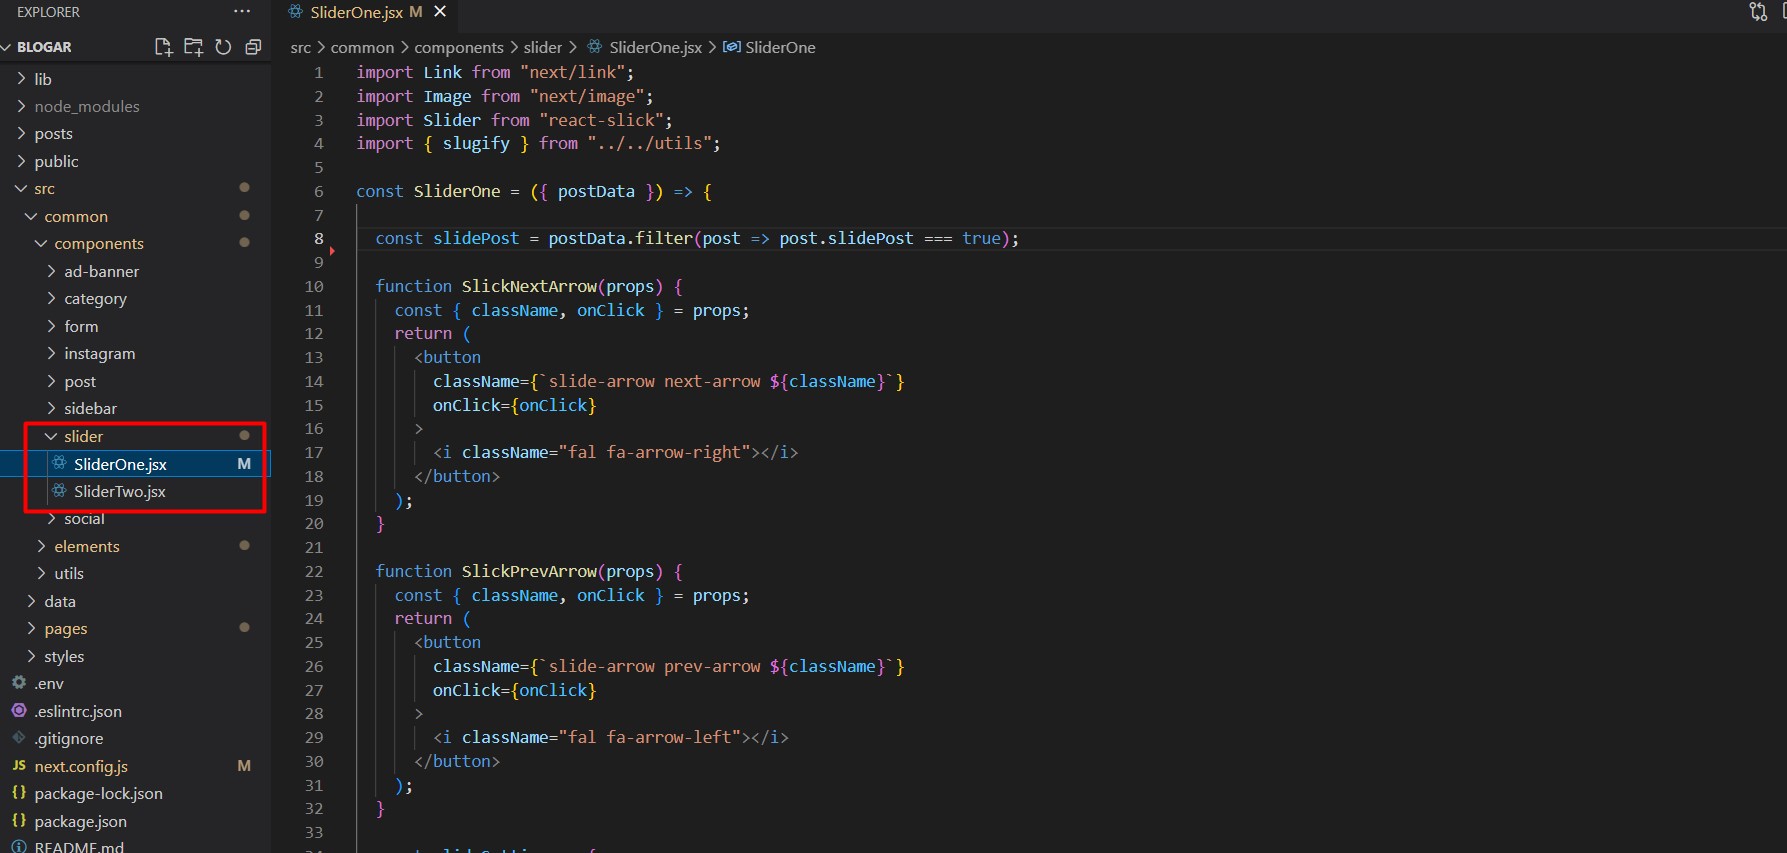 EXPLORER ...
BLOGAR
lib
node_modules
posts
public
src
common
components
ad-banner
category
form
instagram
post
sidebar
slider
SliderOne.jsx M
SliderTwo.jsx
social
elements
utils
data
pages
styles
.env
.eslintrc.json
.gitignore
JS next.config.js M
{} package-lock.json
{} package.json
README.md
SliderOne.jsx M
src > common > components > slider > SliderOne.jsx > SliderOne
1 import Link from "next/link";
2 import Image from "next/image";
3 import Slider from "react-slick";
4 import { slugify } from "../../utils";
5
6 const SliderOne = ({ postData }) => {
7
8 const slidePost = postData.filter(post => post.slidePost === true);
9
10 function SlickNextArrow(props) {
11 const { className, onClick } = props;
12 return (
13 <button
14 className={`slide-arrow next-arrow ${className}`}
15 onClick={onClick}
16 >
17 <i className="fal fa-arrow-right"></i>
18 </button>
19 );
20 }
21
22 function SlickPrevArrow(props) {
23 const { className, onClick } = props;
24 return (
25 <button
26 className={`slide-arrow prev-arrow ${className}`}
27 onClick={onClick}
28 >
29 <i className="fal fa-arrow-left"></i>
30 </button>
31 );
32 }
33